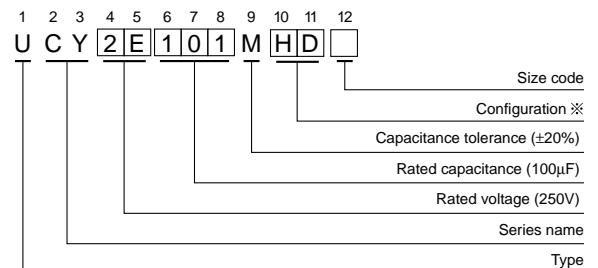 1 2 3 4 5 6 7 8 9 10 11 12
U C Y 2 E 1 0 1 M H D
Size code
Configuration ※
Capacitance tolerance (±20%)
Rated capacitance (100μF)
Rated voltage (250V)
Series name
Type